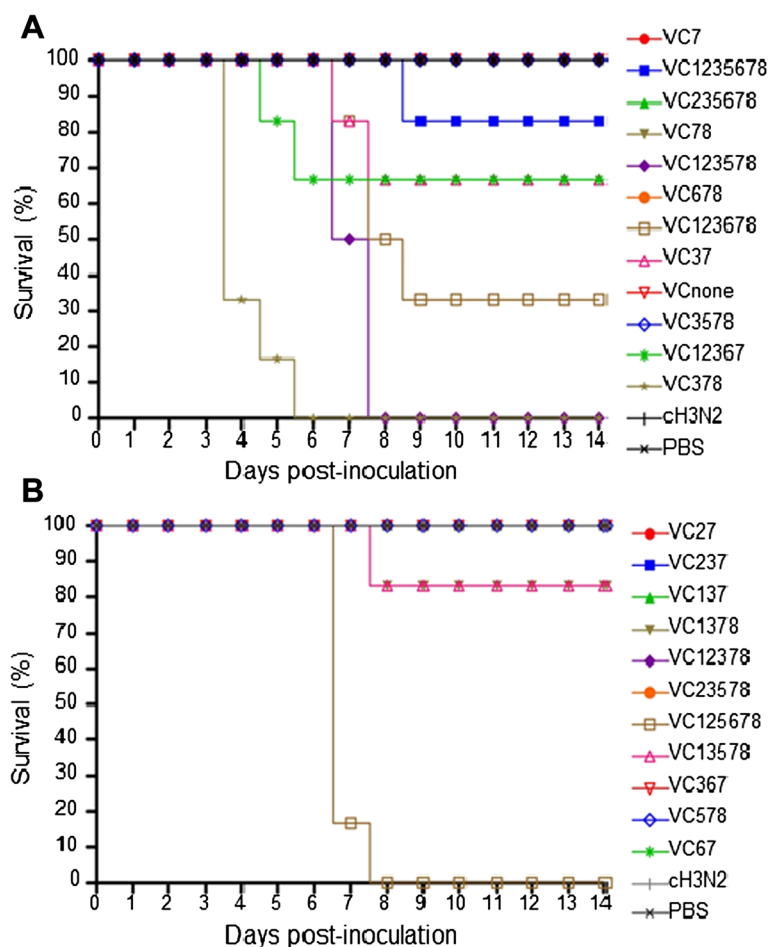 A
100
90
80
70
60
50
40
30
20
10
0
Survival (%)
0 1 2 3 4 5 6 7 8 9 10 11 12 13 14
Days post-inoculation
VC7
VC1235678
VC235678
VC78
VC123578
VC678
VC123678
VC37
VCnone
VC3578
VC12367
VC378
cH3N2
PBS
B
100
90
80
70
60
50
40
30
20
10
0
Survival (%)
0 1 2 3 4 5 6 7 8 9 10 11 12 13 14
Days post-inoculation
VC27
VC237
VC137
VC1378
VC12378
VC23578
VC125678
VC13578
VC367
VC578
VC67
cH3N2
PBS